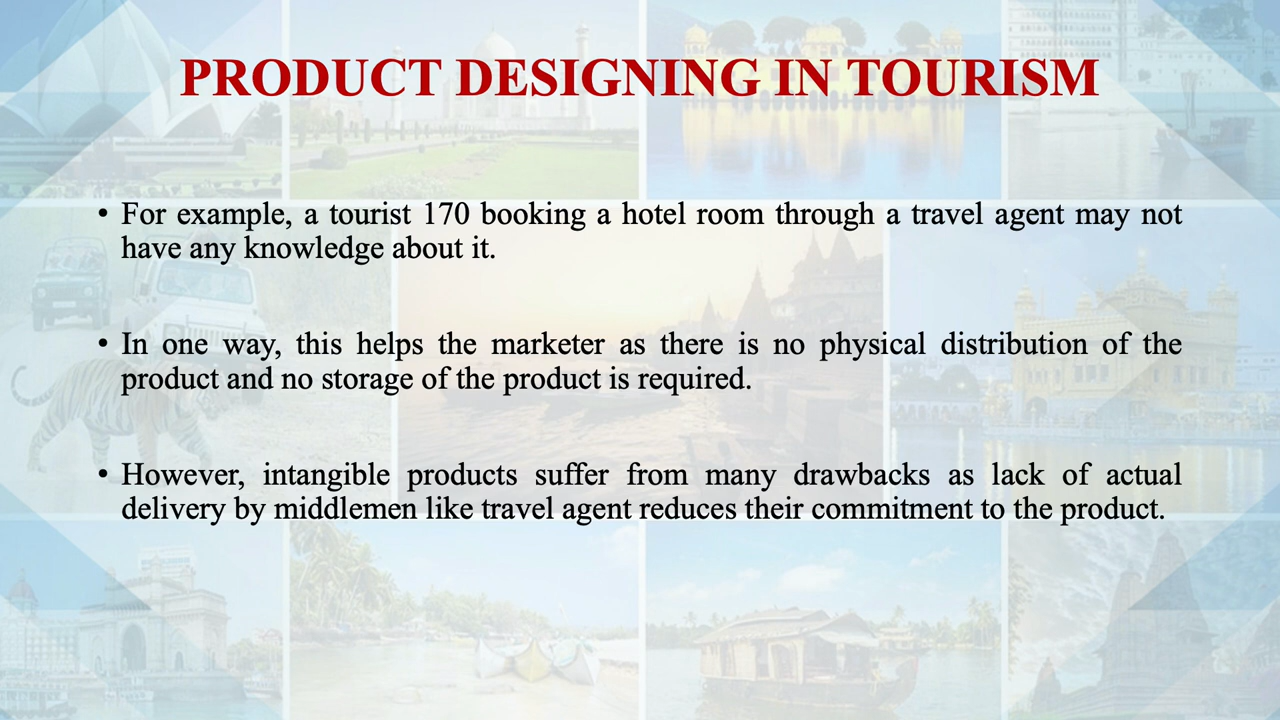 PRODUCT DESIGNING IN TOURISM
• For example, a tourist 170 booking a hotel room through a travel agent may not
have any knowledge about it.
• In one way, this helps the marketer as there is no physical distribution of the
product and no storage of the product is required.
• However, intangible products suffer from many drawbacks as lack of actual
delivery by middlemen like travel agent reduces their commitment to the product.